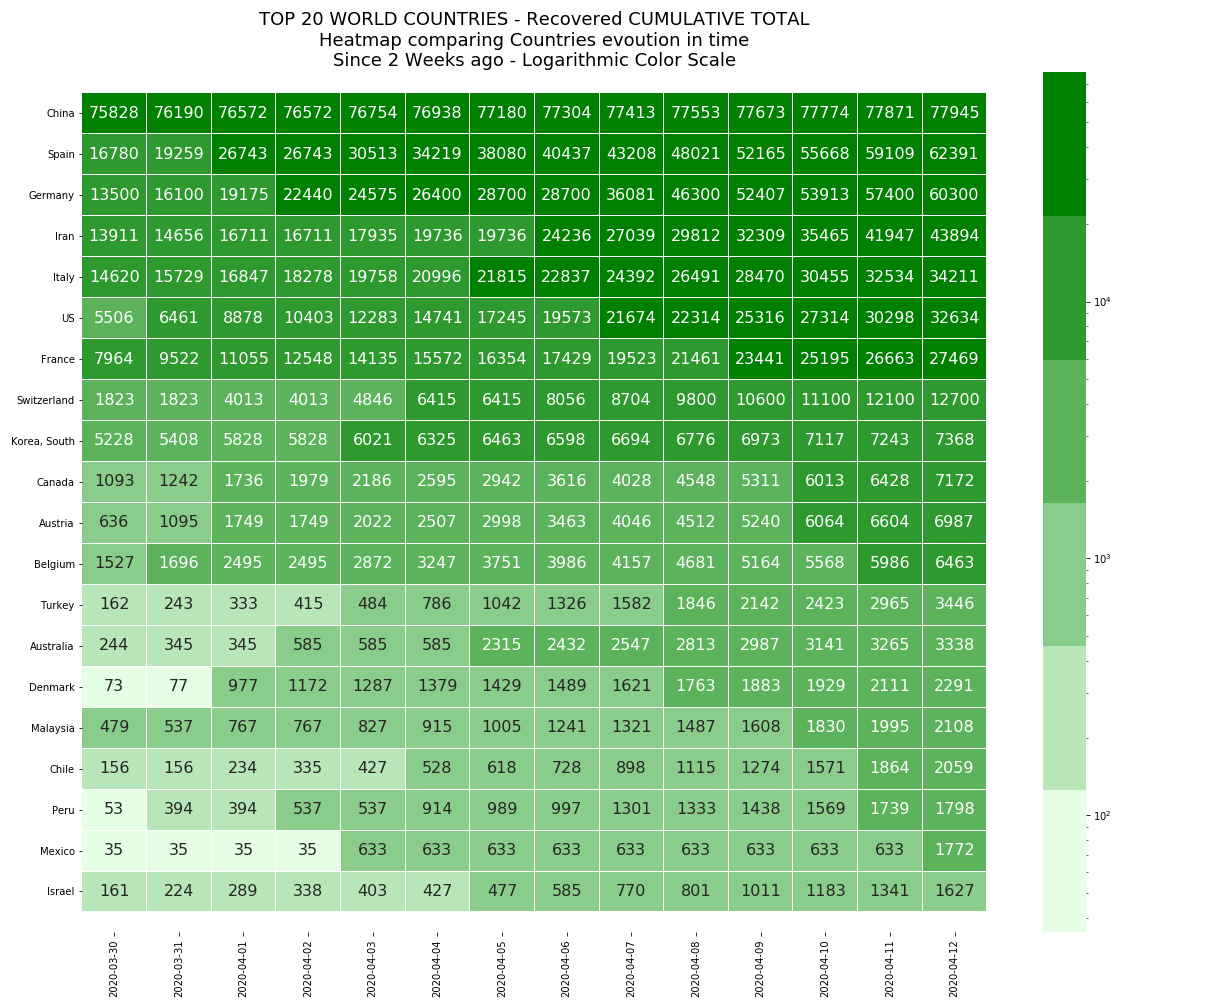 TOP 20 WORLD COUNTRIES - Recovered CUMULATIVE TOTAL
Heatmap comparing Countries evoution in time
Since 2 Weeks ago - Logarithmic Color Scale
China 75828 76190 76572 76572 76754 76938 77180 77304 77413 77553 77673 77774 77871 77945
Spain 16780 19259 26743 26743 30513 34219 38080 40437 43208 48021 52165 55668 59109 62391
Germany 13500 16100 19175 22440 24575 26400 28700 28700 36081 46300 52407 53913 57400 60300
Iran 13911 14656 16711 16711 17935 19736 19736 24236 27039 29812 32309 35465 41947 43894
Italy 14620 15729 16847 18278 19758 20996 21815 22837 24392 26491 28470 30455 32534 34211
US 5506 6461 8878 10403 12283 14741 17245 19573 21674 22314 25316 27314 30298 32634
France 7964 9522 11055 12548 14135 15572 16354 17429 19523 21461 23441 25195 26663 27469
Switzerland 1823 1823 4013 4013 4846 6415 6415 8056 8704 9800 10600 11100 12100 12700
Korea, South 5228 5408 5828 5828 6021 6325 6463 6598 6694 6776 6973 7117 7243 7368
Canada 1093 1242 1736 1979 2186 2595 2942 3616 4028 4548 5311 6013 6428 7172
Austria 636 1095 1749 1749 2022 2507 2998 3463 4046 4512 5240 6064 6604 6987
Belgium 1527 1696 2495 2495 2872 3247 3751 3986 4157 4681 5164 5568 5986 6463
Turkey 162 243 333 415 484 786 1042 1326 1582 1846 2142 2423 2965 3446
Australia 244 345 345 585 585 585 2315 2432 2547 2813 2987 3141 3265 3338
Denmark 73 77 977 1172 1287 1379 1429 1489 1621 1763 1883 1929 2111 2291
Malaysia 479 537 767 767 827 915 1005 1241 1321 1487 1608 1830 1995 2108
Chile 156 156 234 335 427 528 618 728 898 1115 1274 1571 1864 2059
Peru 53 394 394 537 537 914 989 997 1301 1333 1438 1569 1739 1798
Mexico 35 35 35 35 633 633 633 633 633 633 633 633 633 1772
Israel 161 224 289 338 403 427 477 585 770 801 1011 1183 1341 1627
2020-03-30 2020-03-31 2020-04-01 2020-04-02 2020-04-03 2020-04-04 2020-04-05 2020-04-06 2020-04-07 2020-04-08 2020-04-09 2020-04-10 2020-04-11 2020-04-12
10⁴
10³
10²